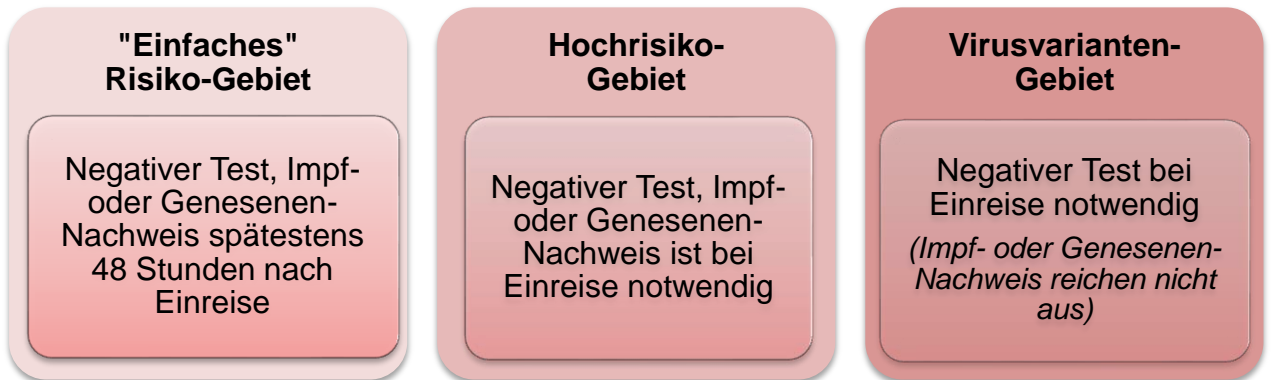 "Einfaches"
Risiko-Gebiet
Negativer Test, Impf-
oder Genesenen-
Nachweis spätestens
48 Stunden nach
Einreise
Hochrisiko-
Gebiet
Negativer Test, Impf-
oder Genesenen-
Nachweis ist bei
Einreise notwendig
Virusvarianten-
Gebiet
Negativer Test bei
Einreise notwendig
(Impf- oder Genesenen-
Nachweis reichen nicht
aus)